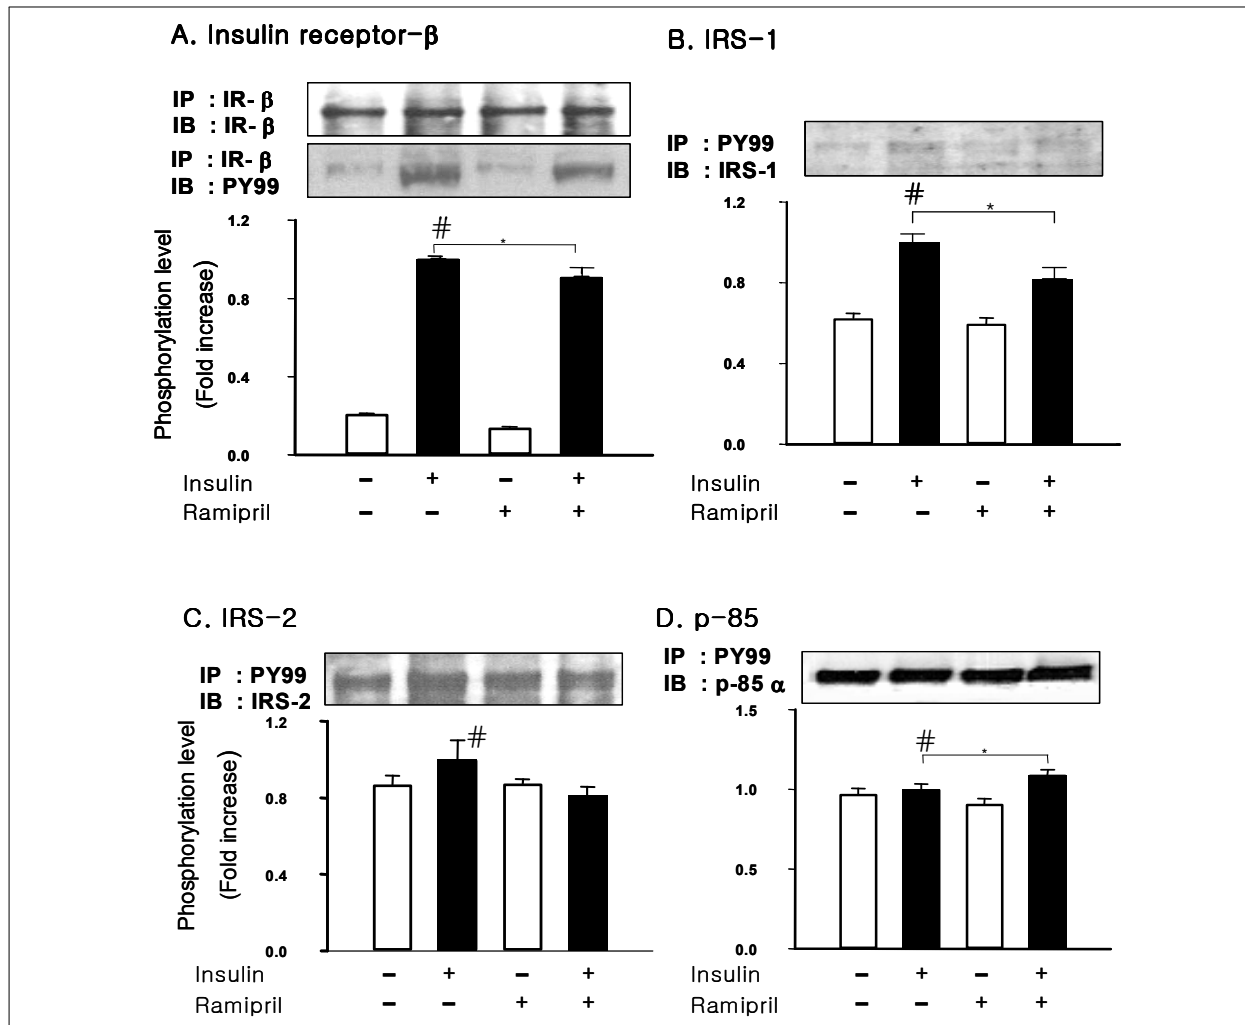 A. Insulin receptor-β
IP : IR- β
IB : IR- β
IP : IR- β
IB : PY99
#
*
1.2
0.8
0.4
0.0
Phosphorylation level
(Fold increase)
Insulin − + − +
Ramipril − − + +
B. IRS-1
IP : PY99
IB : IRS-1
#
*
1.2
0.8
0.4
0.0
Insulin − + − +
Ramipril − − + +
C. IRS-2
IP : PY99
IB : IRS-2
#
1.2
0.8
0.4
0.0
Phosphorylation level
(Fold increase)
Insulin − + − +
Ramipril − − + +
D. p-85
IP : PY99
IB : p-85 α
#
*
1.5
1.0
0.5
0.0
Insulin − + − +
Ramipril − − + +